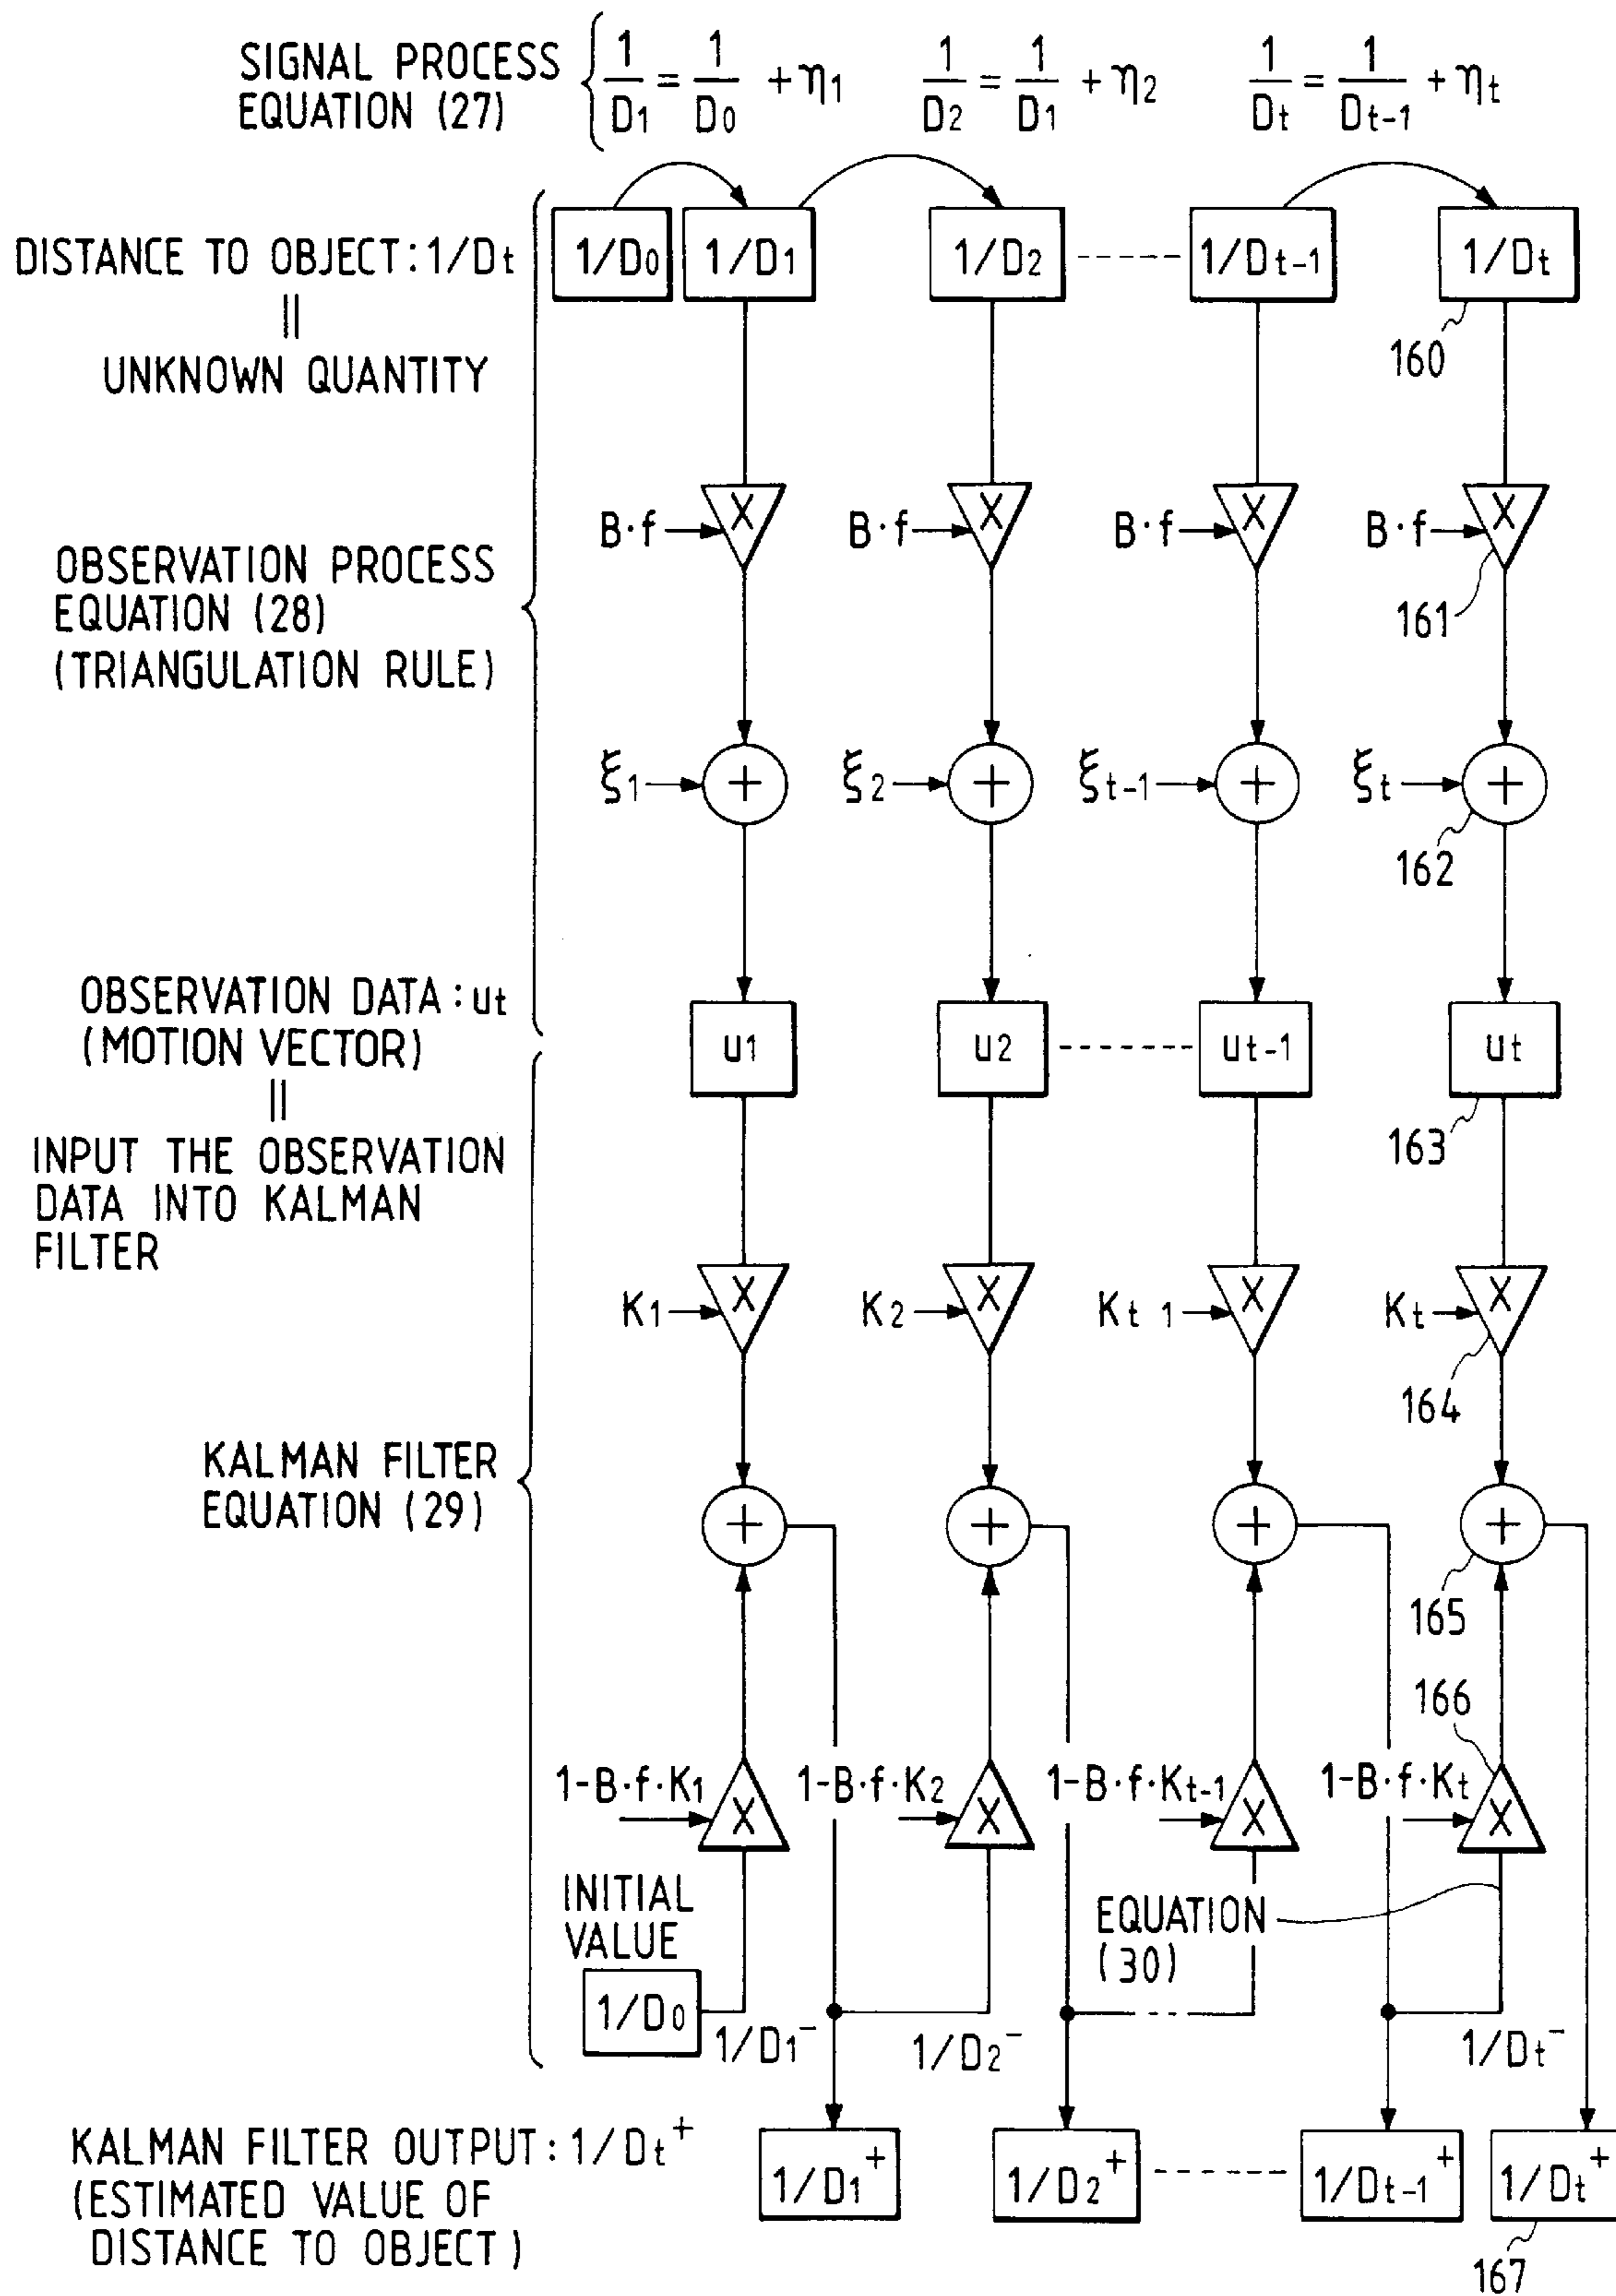 SIGNAL PROCESS
EQUATION (27)
1/D1 = 1/D0 + η1
1/D2 = 1/D1 + η2
1/Dt = 1/Dt-1 + ηt
DISTANCE TO OBJECT: 1/Dt
||
UNKNOWN QUANTITY
1/D0
1/D1
1/D2
1/Dt-1
1/Dt
160
OBSERVATION PROCESS
EQUATION (28)
(TRIANGULATION RULE)
B·f
X
B·f
X
B·f
X
B·f
X
161
ξ1
+
ξ2
+
ξt-1
+
ξt
+
162
OBSERVATION DATA: ut
(MOTION VECTOR)
||
INPUT THE OBSERVATION
DATA INTO KALMAN
FILTER
u1
u2
ut-1
ut
163
K1
X
K2
X
Kt 1
X
Kt
X
164
KALMAN FILTER
EQUATION (29)
+
+
+
+
165
166
1-B·f·K1
X
1-B·f·K2
X
1-B·f·Kt-1
X
1-B·f·Kt
X
INITIAL
VALUE
1/D0
EQUATION
(30)
1/D1-
1/D2-
1/Dt-
KALMAN FILTER OUTPUT: 1/Dt+
(ESTIMATED VALUE OF
DISTANCE TO OBJECT)
1/D1+
1/D2+
1/Dt-1+
1/Dt+
167